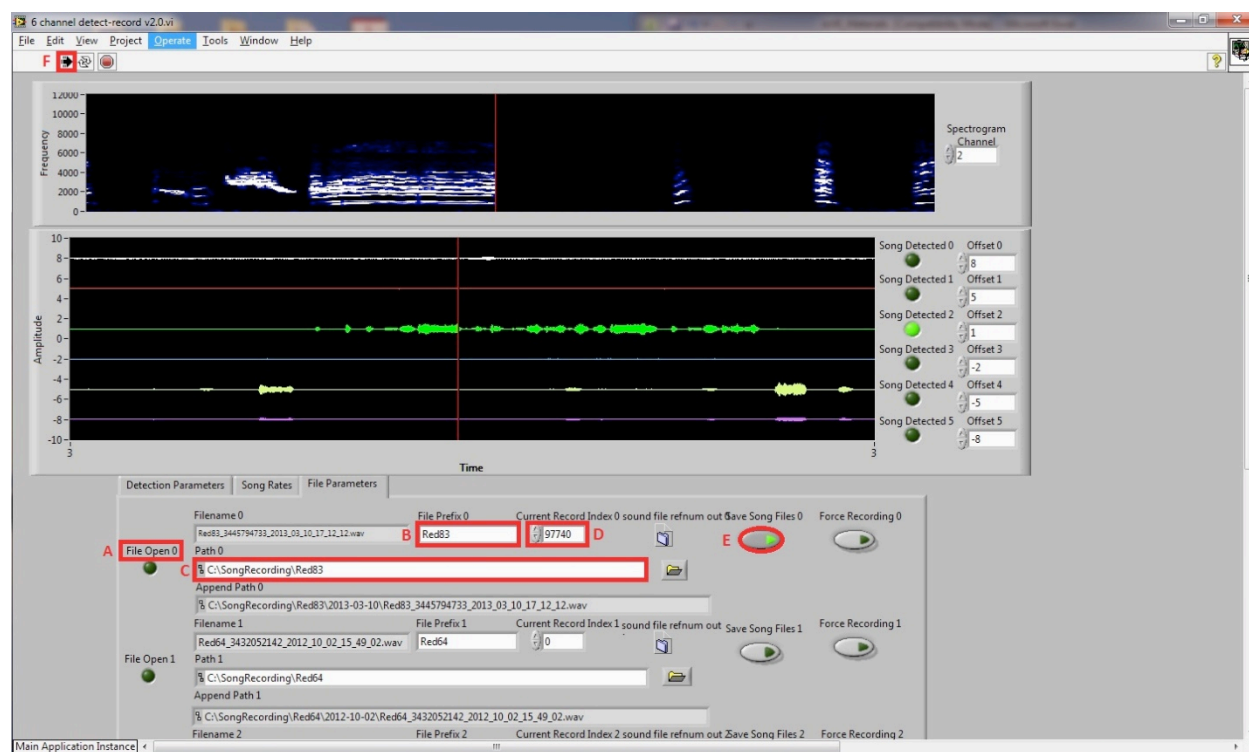 6 channel detect-record v2.0.vi
File Edit View Project Operate Tools Window Help
F
12000
10000
8000
6000
4000
2000
0
Frequency
Spectrogram
Channel
2
10
8
6
4
2
0
-2
-4
-6
-8
-10
Amplitude
3 3
Time
Song Detected 0 Offset 0
8
Song Detected 1 Offset 1
5
Song Detected 2 Offset 2
1
Song Detected 3 Offset 3
-2
Song Detected 4 Offset 4
-5
Song Detected 5 Offset 5
-8
Detection Parameters Song Rates File Parameters
Filename 0 File Prefix 0 Current Record Index 0 sound file refnum out 0 Save Song Files 0 Force Recording 0
Red83_3445794733_2013_03_10_17_12_12.wav B Red83 97740 D E
A File Open 0 Path 0
C C:\SongRecording\Red83
Append Path 0
C:\SongRecording\Red83\2013-03-10\Red83_3445794733_2013_03_10_17_12_12.wav
Filename 1 File Prefix 1 Current Record Index 1 sound file refnum out Save Song Files 1 Force Recording 1
Red64_3432052142_2012_10_02_15_49_02.wav Red64 0
File Open 1 Path 1
C:\SongRecording\Red64
Append Path 1
C:\SongRecording\Red64\2012-10-02\Red64_3432052142_2012_10_02_15_49_02.wav
Filename 2 File Prefix 2 Current Record Index 2 sound file refnum out 2 Save Song Files 2 Force Recording 2
Main Application Instance